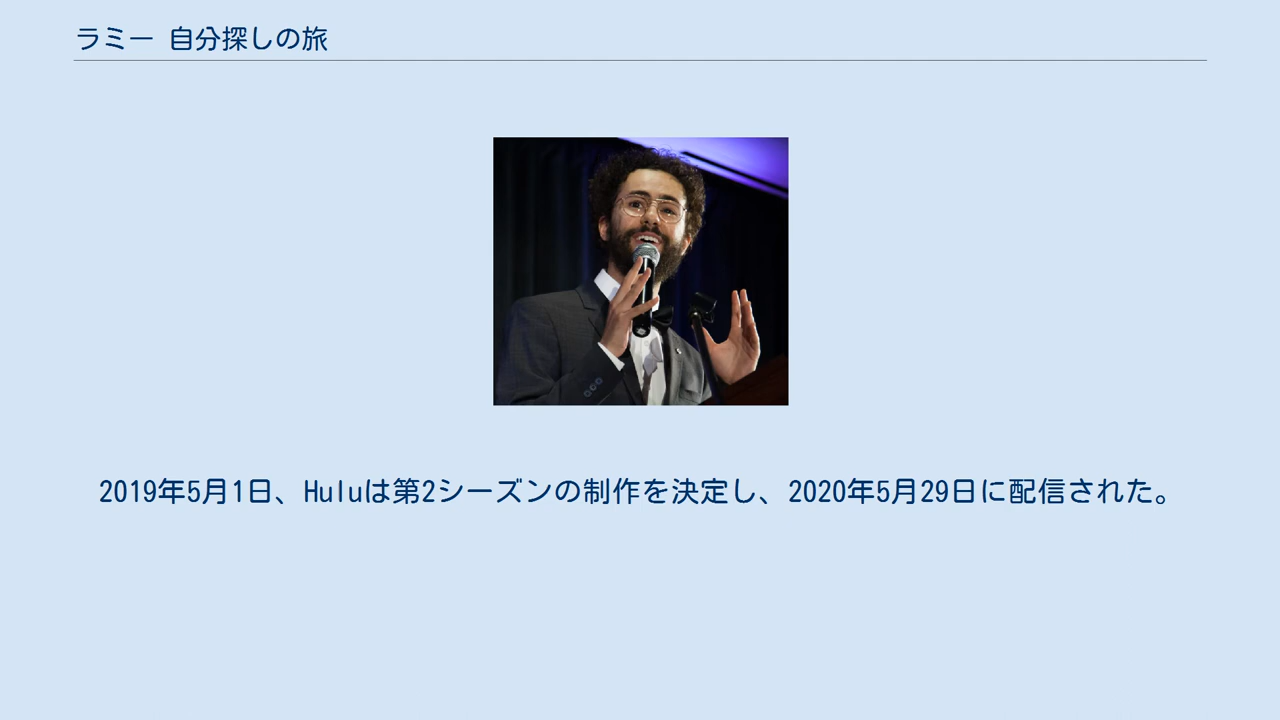 ラミー 自分探しの旅
2019年5月1日、Huluは第2シーズンの制作を決定し、2020年5月29日に配信された。